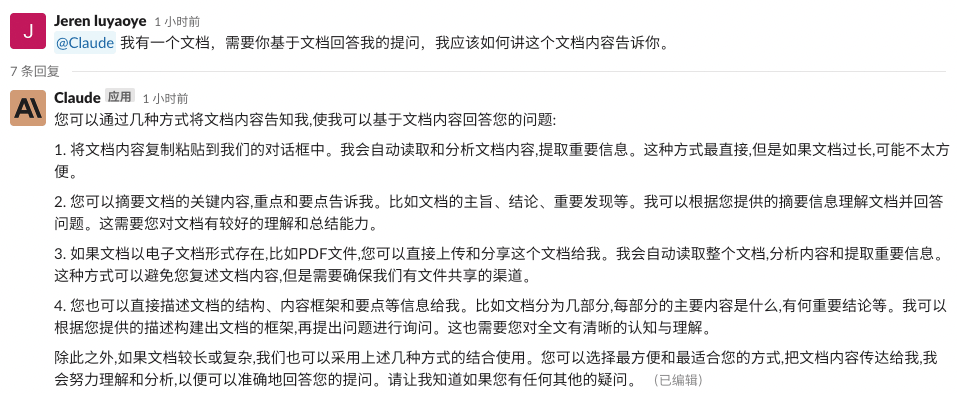 J
Jeren luyaoye 1 小时前
@Claude 我有一个文档，需要你基于文档回答我的提问，我应该如何讲这个文档内容告诉你。
7 条回复
Claude 应用 1 小时前
您可以通过几种方式将文档内容告知我,使我可以基于文档内容回答您的问题:
1. 将文档内容复制粘贴到我们的对话框中。我会自动读取和分析文档内容,提取重要信息。这种方式最直接,但是如果文档过长,可能不太方
便。
2. 您可以摘要文档的关键内容,重点和要点告诉我。比如文档的主旨、结论、重要发现等。我可以根据您提供的摘要信息理解文档并回答
问题。这需要您对文档有较好的理解和总结能力。
3. 如果文档以电子文档形式存在,比如PDF文件,您可以直接上传和分享这个文档给我。我会自动读取整个文档,分析内容和提取重要信息。
这种方式可以避免您复述文档内容,但是需要确保我们有文件共享的渠道。
4. 您也可以直接描述文档的结构、内容框架和要点等信息给我。比如文档分为几部分,每部分的主要内容是什么,有何重要结论等。我可以
根据您提供的描述构建出文档的框架,再提出问题进行询问。这也需要您对全文有清晰的认知与理解。
除此之外,如果文档较长或复杂,我们也可以采用上述几种方式的结合使用。您可以选择最方便和最适合您的方式,把文档内容传达给我,我
会努力理解和分析,以便可以准确地回答您的提问。请让我知道如果您有任何其他的疑问。 （已编辑）